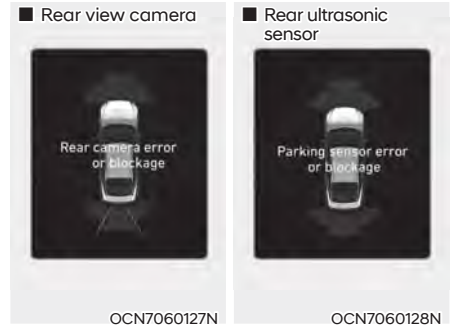 ■ Rear view camera
Rear camera error
or blockage
OCN7060127N
■ Rear ultrasonic
sensor
Parking sensor error
or blockage
OCN7060128N